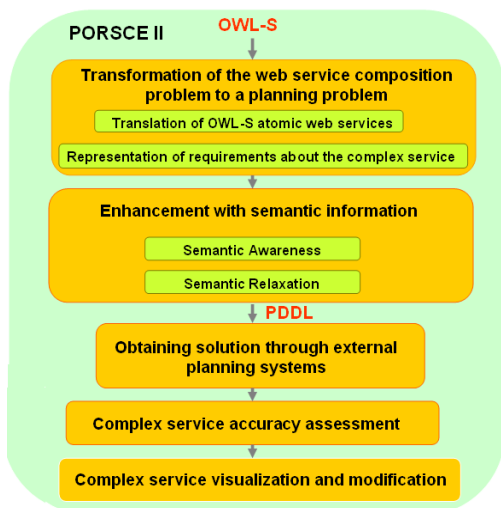 PORSCE II
OWL-S
Transformation of the web service composition
problem to a planning problem
Translation of OWL-S atomic web services
Representation of requirements about the complex service
Enhancement with semantic information
Semantic Awareness
Semantic Relaxation
PDDL
Obtaining solution through external
planning systems
Complex service accuracy assessment
Complex service visualization and modification